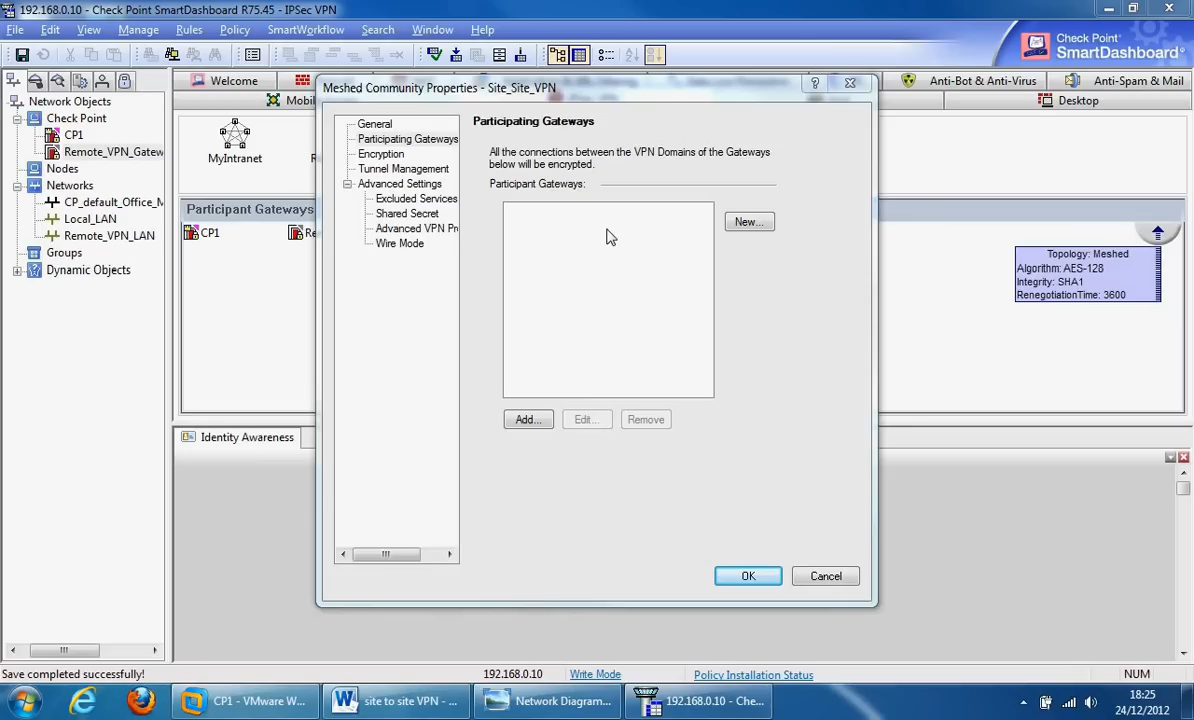 192.168.0.10 - Check Point SmartDashboard R75.45 - IPSec VPN
File Edit View Manage Rules Policy SmartWorkflow Search Window Help
Check Point
SmartDashboard
Welcome
Anti-Bot & Anti-Virus
Anti-Spam & Mail
Desktop
Network Objects
Check Point
CP1
Remote_VPN_Gatew
Nodes
Networks
CP_default_Office_M
Local_LAN
Remote_VPN_LAN
Groups
Dynamic Objects
MyIntranet
Participant Gateways
CP1
Topology: Meshed
Algorithm: AES-128
Integrity: SHA1
RenegotiationTime: 3600
Identity Awareness
Meshed Community Properties - Site_Site_VPN
General
Participating Gateways
Encryption
Tunnel Management
Advanced Settings
Excluded Services
Shared Secret
Advanced VPN Pr
Wire Mode
Participating Gateways
All the connections between the VPN Domains of the Gateways
below will be encrypted.
Participant Gateways:
New...
Add... Edit... Remove
OK Cancel
Save completed successfully!
192.168.0.10
Write Mode
Policy Installation Status
NUM
CP1 - VMware W...
site to site VPN - ...
Network Diagram...
192.168.0.10 - Che...
18:25
24/12/2012